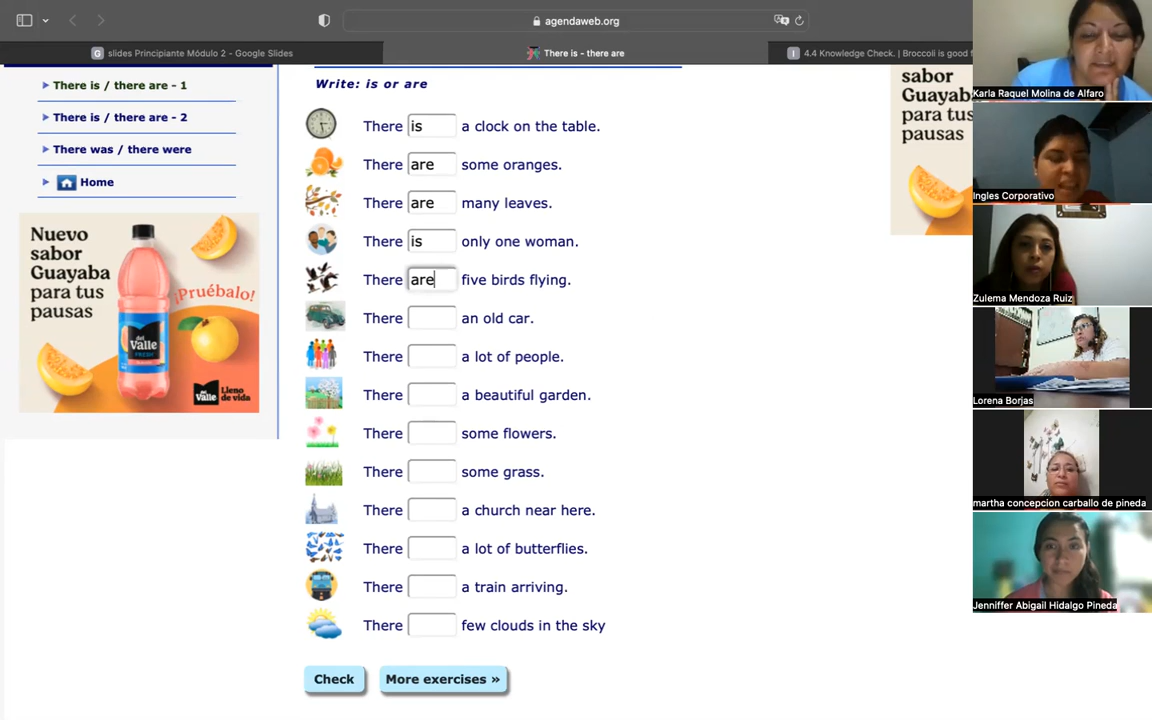 agendaweb.org
slides Principiante Módulo 2 - Google Slides
There is - there are
4.4 Knowledge Check. | Broccoli is good f
There is / there are - 1
There is / there are - 2
There was / there were
Home
Nuevo
sabor
Guayaba
para tus
pausas
¡Pruébalo!
del
Valle
FRESH
del
Valle
Lleno
de vida
Write: is or are
There is a clock on the table.
There are some oranges.
There are many leaves.
There is only one woman.
There are five birds flying.
There an old car.
There a lot of people.
There a beautiful garden.
There some flowers.
There some grass.
There a church near here.
There a lot of butterflies.
There a train arriving.
There few clouds in the sky
Check
More exercises »
sabor
Guayaba
para tus
pausas
Karla Raquel Molina de Alfaro
Ingles Corporativo
Zulema Mendoza Ruiz
Lorena Borjas
martha concepcion carballo de pineda
Jenniffer Abigail Hidalgo Pineda